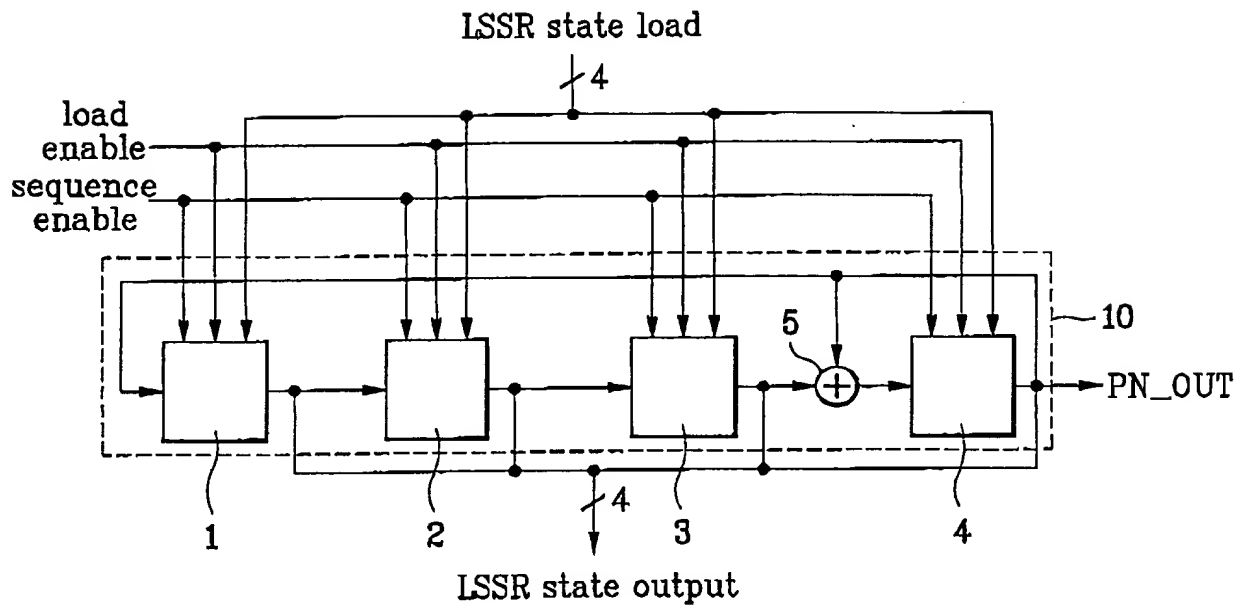 LSSR state load
4
load
enable
sequence
enable
5
10
PN_OUT
1
2
3
4
4
LSSR state output